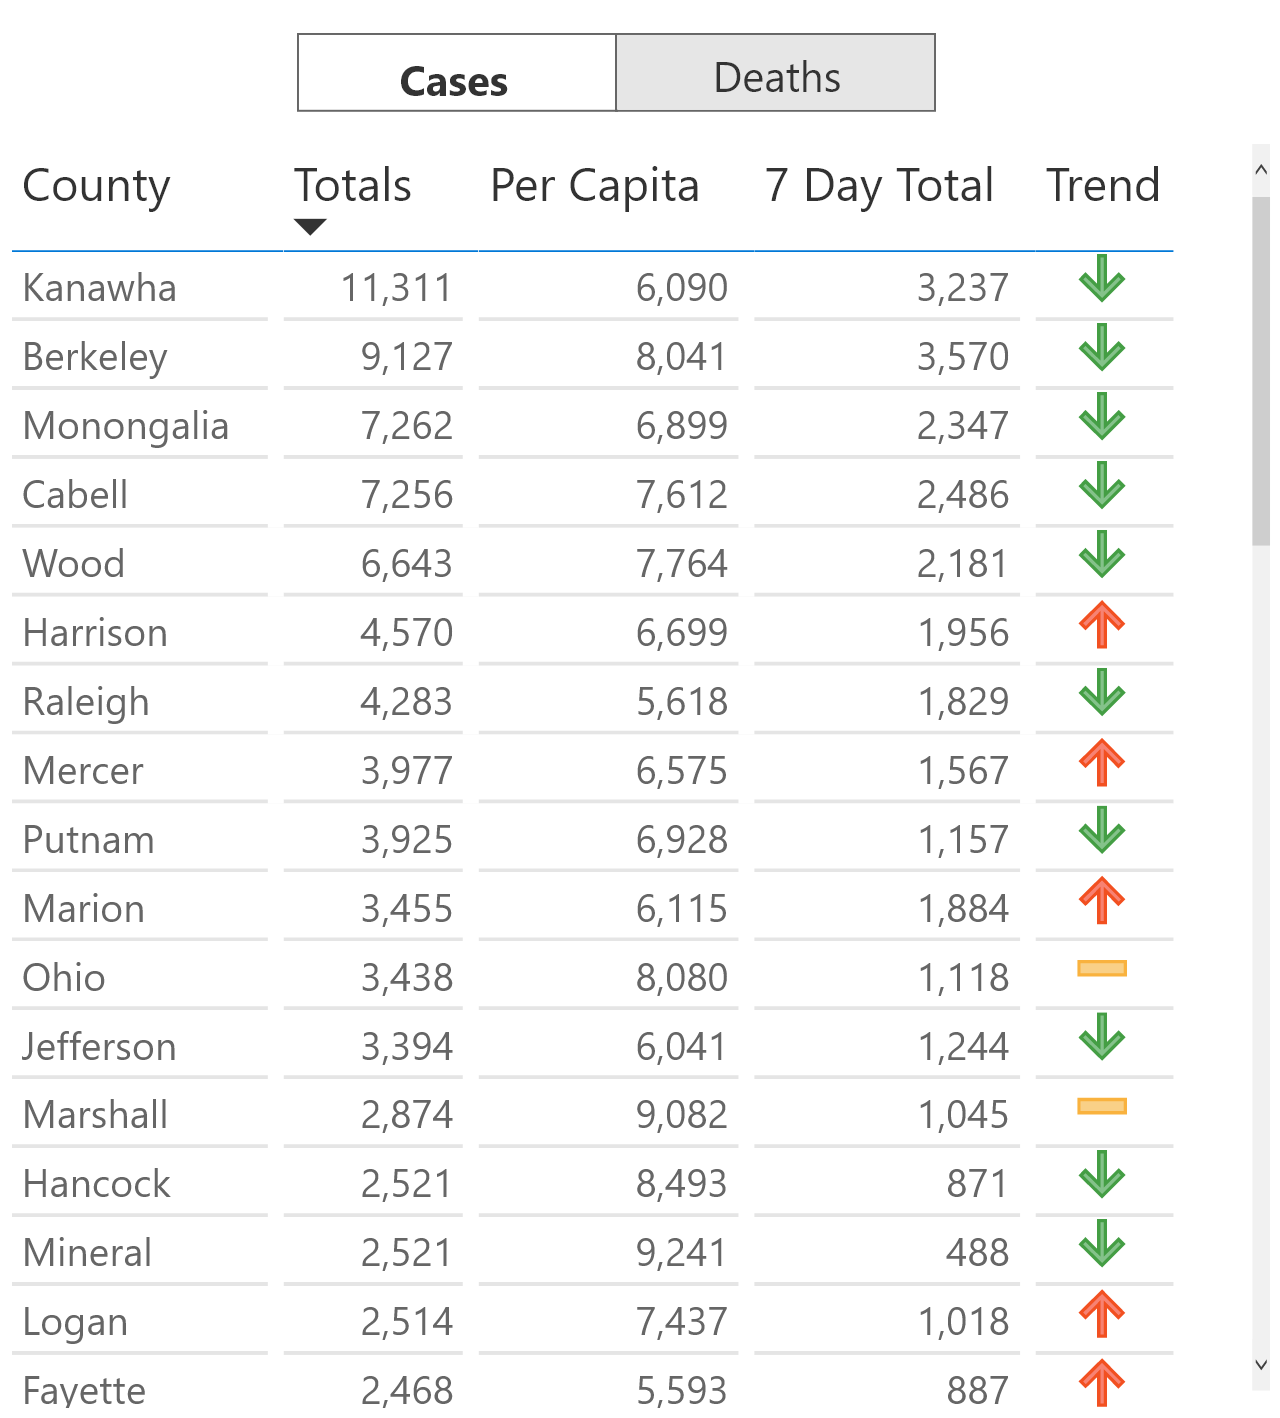 Cases Deaths
County Totals Per Capita 7 Day Total Trend
Kanawha 11,311 6,090 3,237
Berkeley 9,127 8,041 3,570
Monongalia 7,262 6,899 2,347
Cabell 7,256 7,612 2,486
Wood 6,643 7,764 2,181
Harrison 4,570 6,699 1,956
Raleigh 4,283 5,618 1,829
Mercer 3,977 6,575 1,567
Putnam 3,925 6,928 1,157
Marion 3,455 6,115 1,884
Ohio 3,438 8,080 1,118
Jefferson 3,394 6,041 1,244
Marshall 2,874 9,082 1,045
Hancock 2,521 8,493 871
Mineral 2,521 9,241 488
Logan 2,514 7,437 1,018
Fayette 2,468 5,593 887